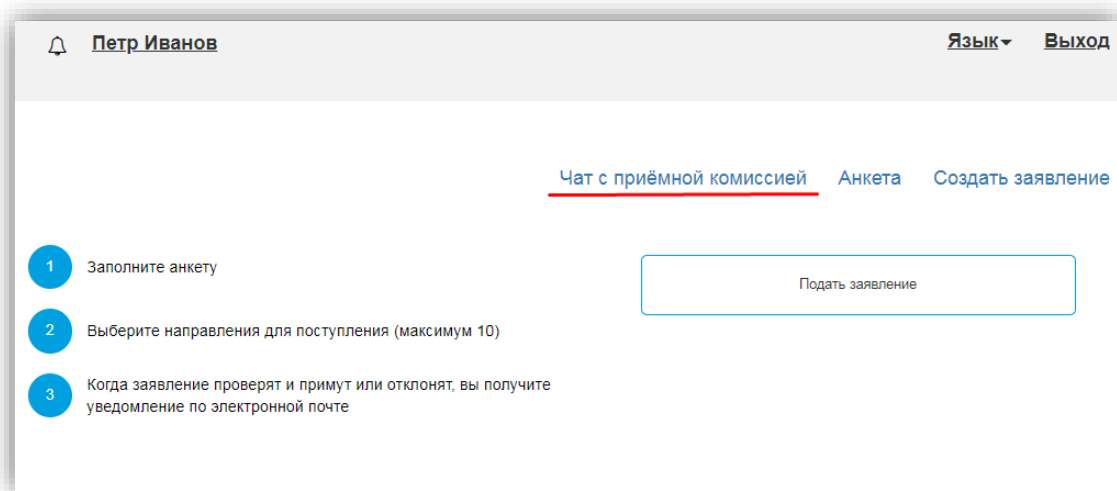 Петр Иванов Язык Выход
Чат с приёмной комиссией Анкета Создать заявление
1 Заполните анкету
Подать заявление
2 Выберите направления для поступления (максимум 10)
3 Когда заявление проверят и примут или отклонят, вы получите
уведомление по электронной почте